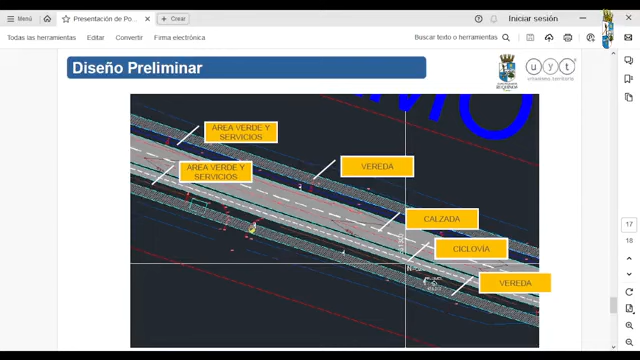 Menú
Presentación de Po...
Crear
Iniciar sesión
Todas las herramientas
Editar
Convertir
Firma electrónica
Buscar texto o herramientas
Diseño Preliminar
uyt
AREA VERDE Y
SERVICIOS
AREA VERDE Y
SERVICIOS
VEREDA
CALZADA
CICLOVÍA
VEREDA
17
18